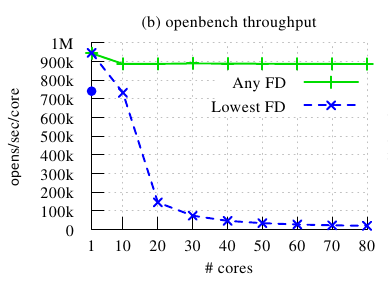 (b) openbench throughput
opens/sec/core
1M
900k
800k
700k
600k
500k
400k
300k
200k
100k
0
Any FD
Lowest FD
1 10 20 30 40 50 60 70 80
# cores